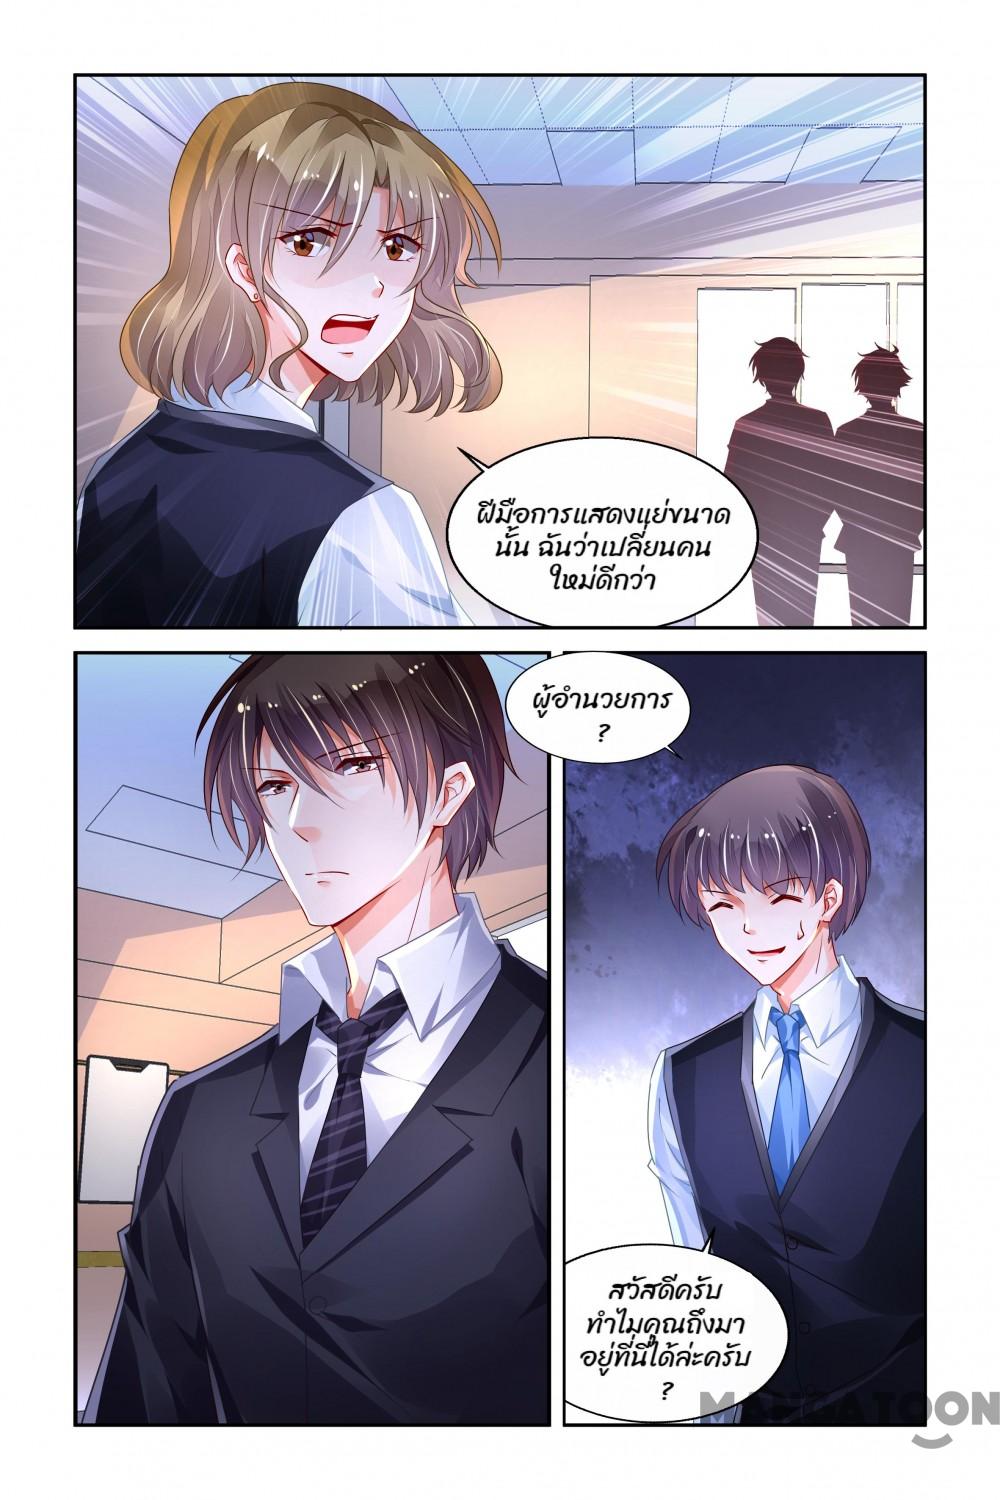 ฝีมือการแสดงแย่ขนาด
นั้น ฉันว่าเปลี่ยนคน
ใหม่ดีกว่า
ผู้อำนวยการ
?
สวัสดีครับ
ทำไมคุณถึงมา
อยู่ที่นี่ได้ล่ะครับ
?
MANGATOON